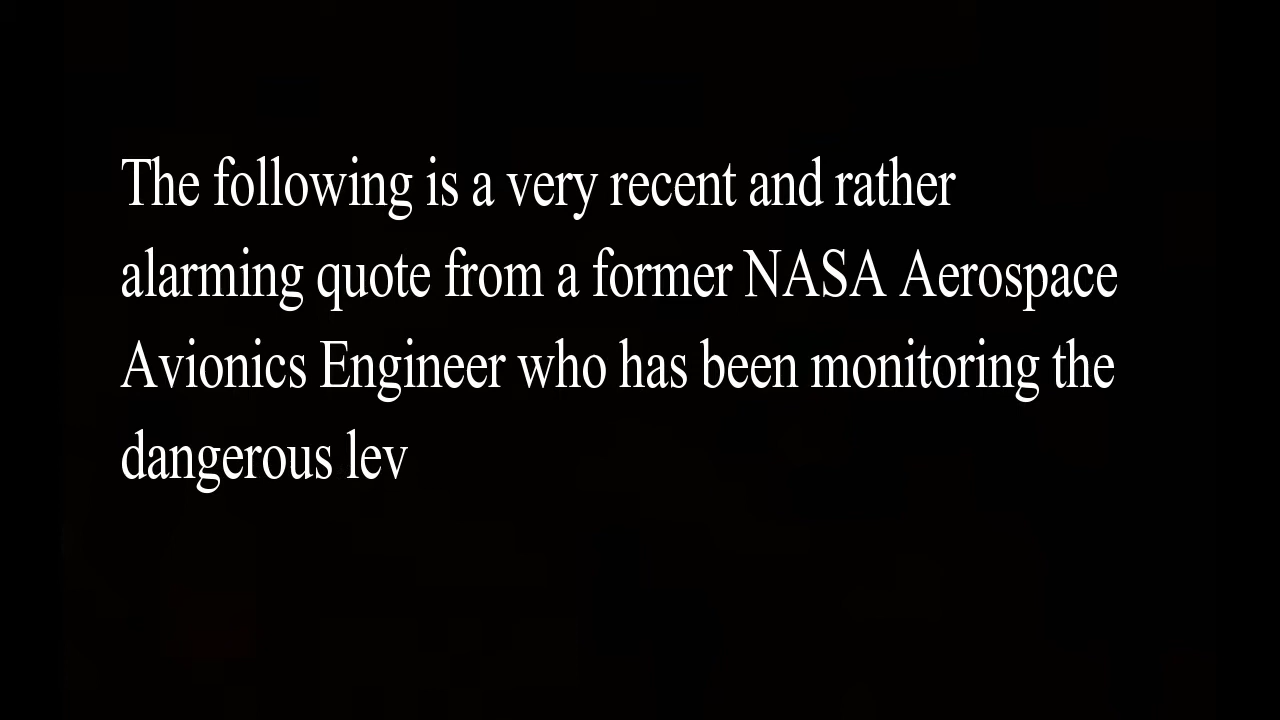 The following is a very recent and rather
alarming quote from a former NASA Aerospace
Avionics Engineer who has been monitoring the
dangerous lev